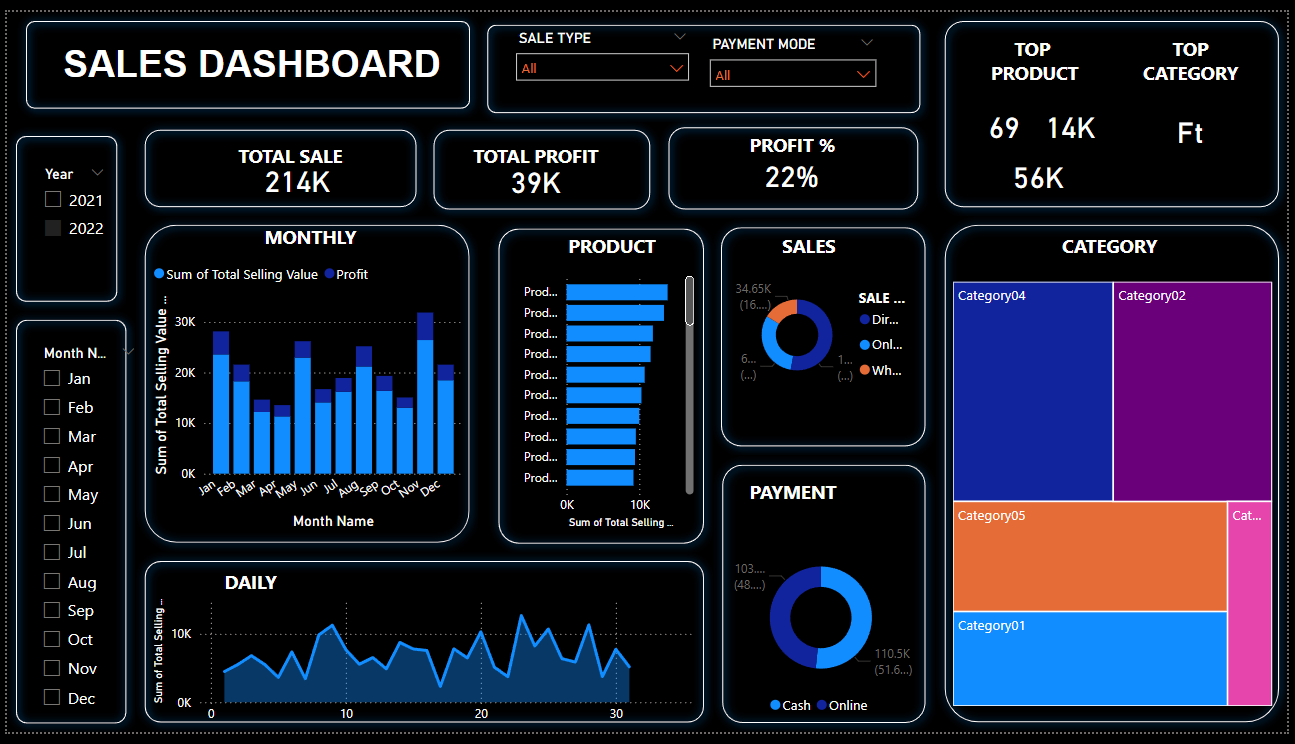 SALES DASHBOARD
SALE TYPE
All
PAYMENT MODE
All
TOP PRODUCT
69 14K
56K
TOP CATEGORY
Ft
Year
2021
2022
TOTAL SALE
214K
TOTAL PROFIT
39K
PROFIT %
22%
Month N...
Jan
Feb
Mar
Apr
May
Jun
Jul
Aug
Sep
Oct
Nov
Dec
MONTHLY
Sum of Total Selling Value Profit
Sum of Total Selling Value ...
30K
20K
10K
0K
Jan Feb Mar Apr May Jun Jul Aug Sep Oct Nov Dec
Month Name
PRODUCT
Prod...
Prod...
Prod...
Prod...
Prod...
Prod...
Prod...
Prod...
Prod...
Prod...
0K 10K
Sum of Total Selling ...
SALES
34.65K
(16....)
6...
(...)
1...
(...)
SALE ...
Dir...
Onl...
Wh...
PAYMENT
103....
(48....)
110.5K
(51.6...)
Cash Online
CATEGORY
Category04
Category02
Category05
Cat...
Category01
DAILY
Sum of Total Selling ...
10K
0K
0 10 20 30